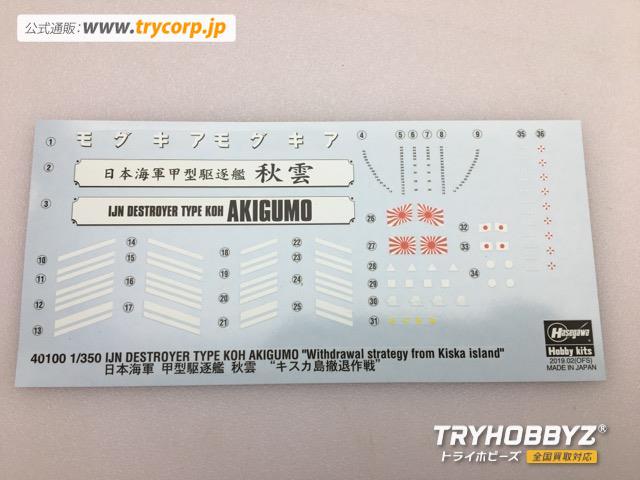 公式通販：www.trycorp.jp
① モグキアモグキア ④ ⑤ ⑥ ⑦ ⑧ ⑨ 35 36
② 日本海軍甲型駆逐艦 秋雲
③ IJN DESTROYER TYPE KOH AKIGUMO
26 32
27 33
10 14 18 22
11 15 19 23 28
12 16 20 24 29 34
17 21 25 30
13 31
40100 1/350 IJN DESTROYER TYPE KOH AKIGUMO "Withdrawal strategy from Kiska island"
日本海軍 甲型駆逐艦 秋雲 “キスカ島撤退作戦”
Hasegawa
Hobby kits
2019.02(OFS)
MADE IN JAPAN
TRYHOBBYZ®
トライホビーズ 全国買取対応